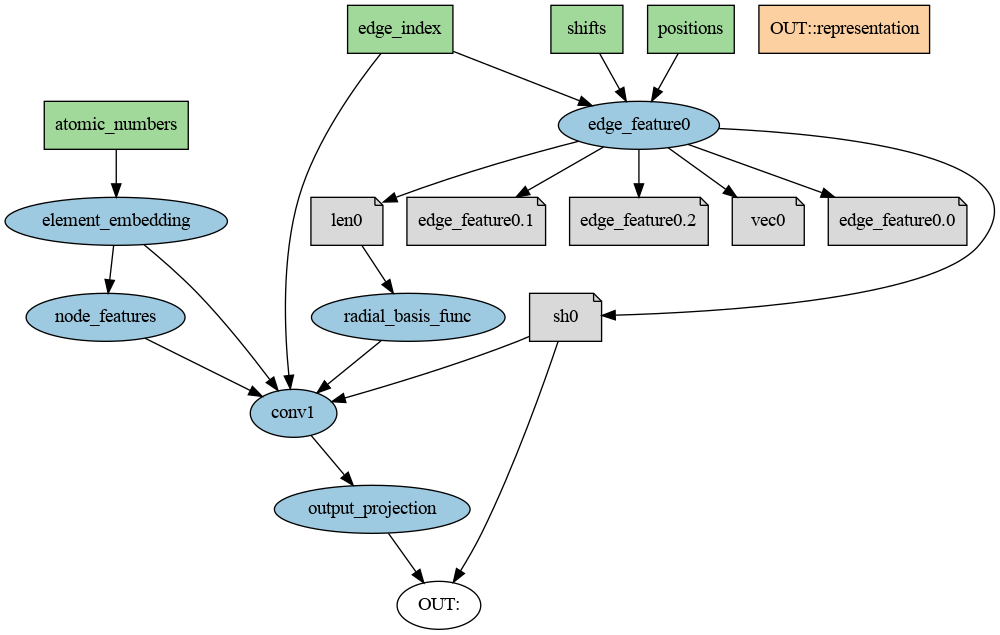 edge_index
shifts
positions
OUT::representation
atomic_numbers
edge_feature0
element_embedding
len0
edge_feature0.1
edge_feature0.2
vec0
edge_feature0.0
node_features
radial_basis_func
sh0
conv1
output_projection
OUT: